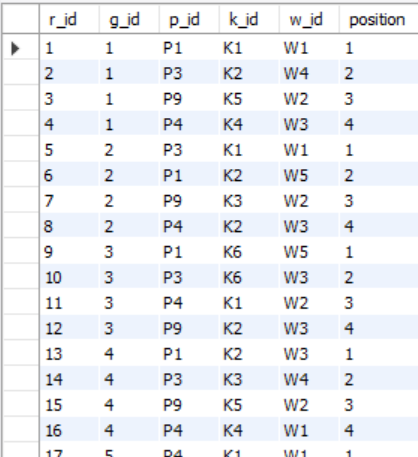 r_id g_id p_id k_id w_id position
1 1 P1 K1 W1 1
2 1 P3 K2 W4 2
3 1 P9 K5 W2 3
4 1 P4 K4 W3 4
5 2 P3 K1 W1 1
6 2 P1 K2 W5 2
7 2 P9 K3 W2 3
8 2 P4 K2 W3 4
9 3 P1 K6 W5 1
10 3 P3 K6 W3 2
11 3 P4 K1 W2 3
12 3 P9 K2 W3 4
13 4 P1 K2 W3 1
14 4 P3 K3 W4 2
15 4 P9 K5 W2 3
16 4 P4 K4 W1 4
17 5 P4 K1 W1 1